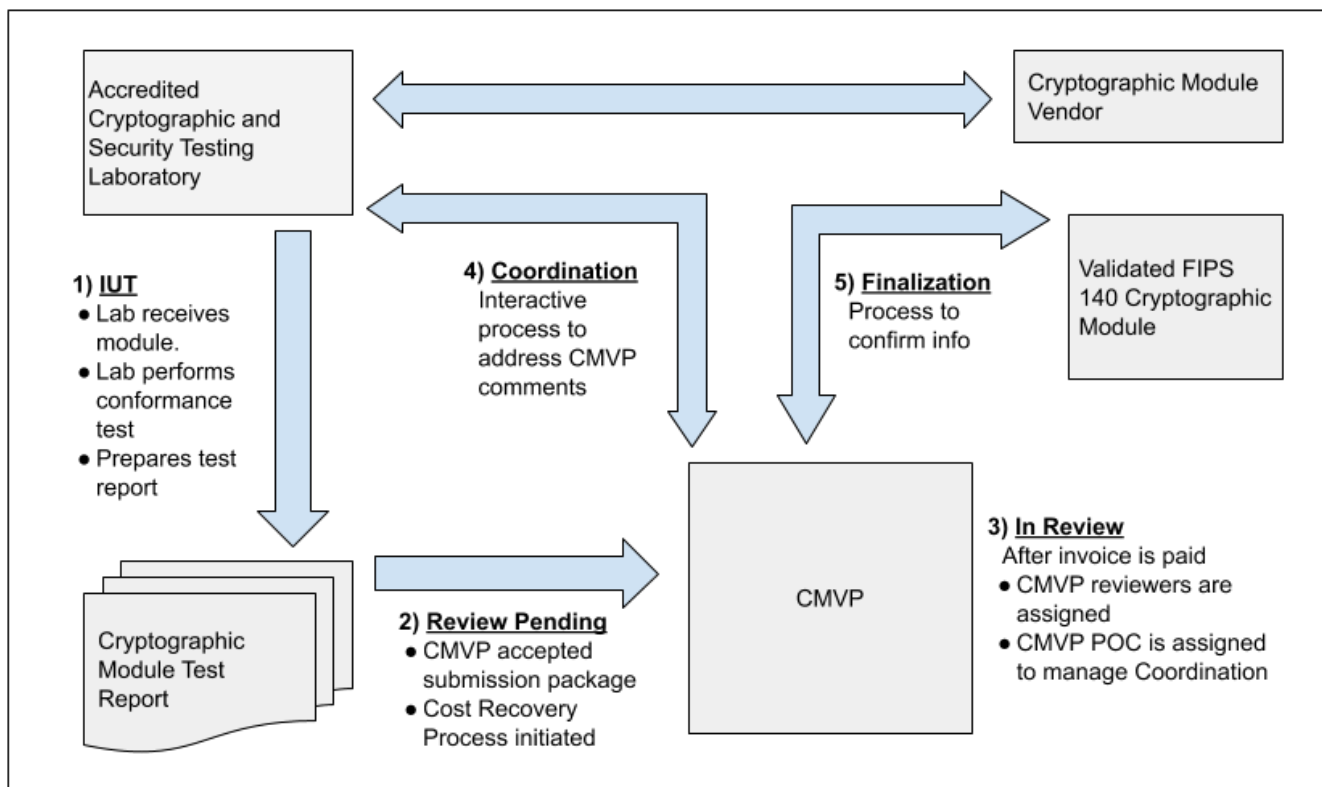 Accredited
Cryptographic and
Security Testing
Laboratory
Cryptographic Module
Vendor
1) IUT
● Lab receives
module.
● Lab performs
conformance
test
● Prepares test
report
4) Coordination
Interactive
process to
address CMVP
comments
5) Finalization
Process to
confirm info
Validated FIPS
140 Cryptographic
Module
Cryptographic
Module Test
Report
2) Review Pending
● CMVP accepted
submission package
● Cost Recovery
Process initiated
CMVP
3) In Review
After invoice is paid
● CMVP reviewers are
assigned
● CMVP POC is assigned
to manage Coordination